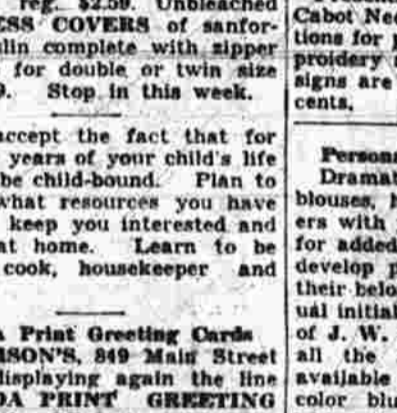 reg. $2.59. Unbleached
ESS COVERS of sanfor-
lin complete with zipper
for double or twin size
9. Stop in this week.
accept the fact that for
years of your child's life
be child-bound. Plan to
what resources you have
keep you interested and
at home. Learn to be
cook, housekeeper and
A Print Greeting Cards
SON'S, 849 Main Street
displaying again the line
DA PRINT GREETING
Cabot Nee
tions for p
broidery
signs are
cents.
Persona
Dramat
blouses, h
ers with
for added
develop p
their belo
ual initial
of J. W.
all the
available
color blu